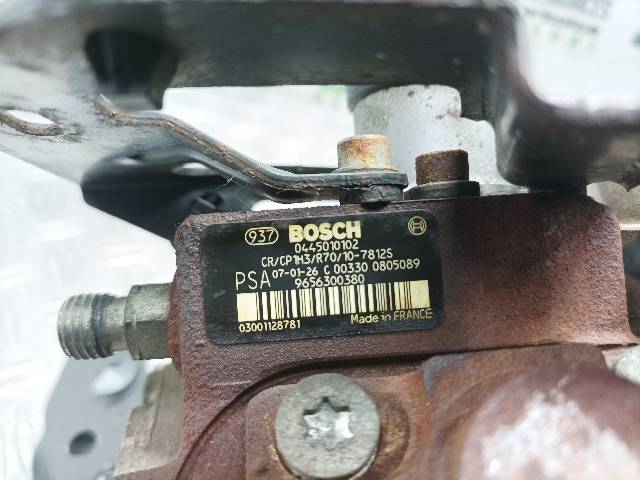 937 BOSCH
0445010102
CR/CP1H3/R70/10-7812S
PSA 07-01-26 C 00330 0805089
9656300380
03001128781 Made in FRANCE